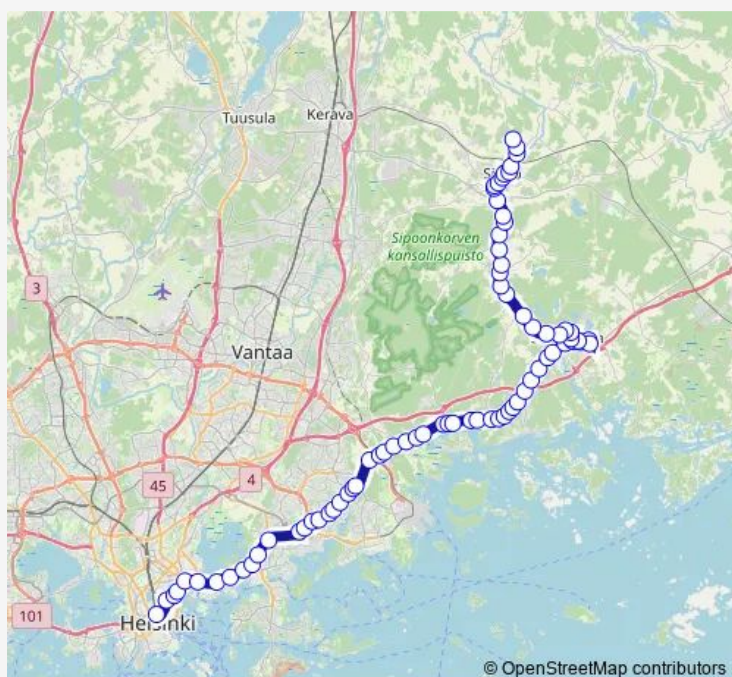 Tuusula
Kerava
Sipoonkorven
kansallispuisto
3
Vantaa
45
4
101
Helsinki
© OpenStreetMap contributors